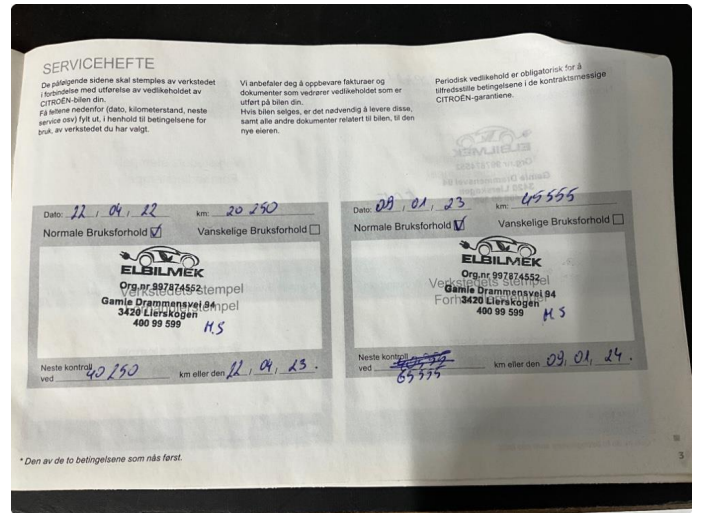 SERVICEHEFTE
De påfølgende sidene skal stemples av verkstedet
i forbindelse med utførelse av vedlikeholdet av
CITROËN-bilen din.
Få feltene nedenfor (dato, kilometerstand, neste
service osv) fylt ut, i henhold til betingelsene for
bruk, av verkstedet du har valgt.
Vi anbefaler deg å oppbevare fakturaer og
dokumenter som vedrører vedlikeholdet som er
utført på bilen din.
Hvis bilen selges, er det nødvendig å levere disse,
samt alle andre dokumenter relatert til bilen, til den
nye eieren.
Periodisk vedlikehold er obligatorisk for å
tilfredsstille betingelsene i de kontraktsmessige
CITROËN-garantiene.
Dato: 22, 04, 22 km: 20 250
Normale Bruksforhold Vanskelige Bruksforhold
ELBILMEK
Org.nr 997874552
Verkstedets stempel
Gamle Drammensvei 94
3420 Lierskogen
400 99 599
M.S
Neste kontroll
ved 40 250 km eller den 22, 04, 23.
Dato: 09, 01, 23 km: 45555
Normale Bruksforhold Vanskelige Bruksforhold
ELBILMEK
Org.nr 997874552
Verkstedets stempel
Gamle Drammensvei 94
3420 Lierskogen
400 99 599
M.S
Neste kontroll
ved 65555 km eller den 09, 01, 24.
* Den av de to betingelsene som nås først.
3